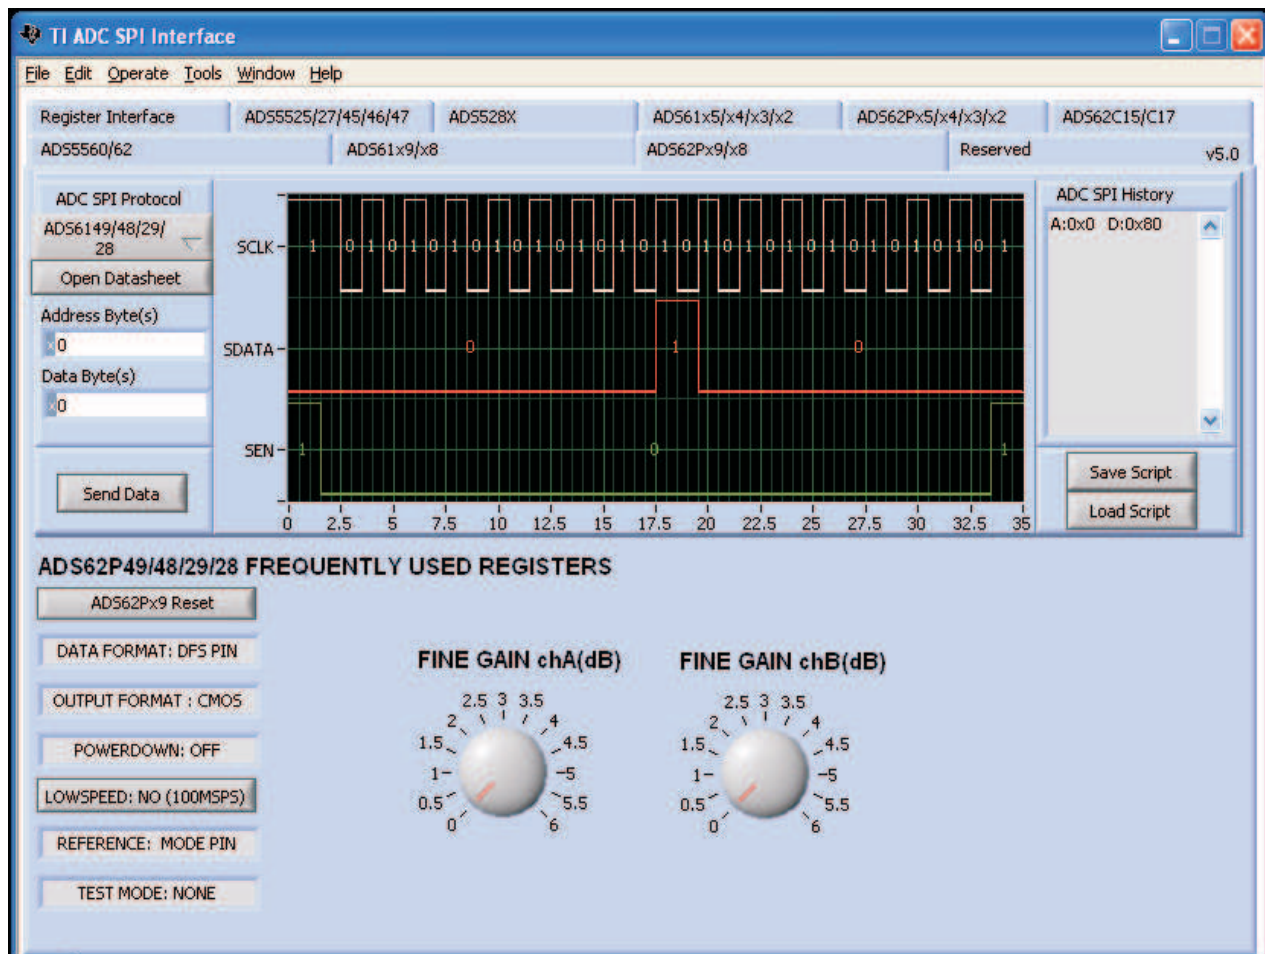 TI ADC SPI Interface
File Edit Operate Tools Window Help
Register Interface ADS5525/27/45/46/47 ADS528X ADS61x5/x4/x3/x2 ADS62Px5/x4/x3/x2 ADS62C15/C17
ADS5560/62 ADS61x9/x8 ADS62Px9/x8 Reserved v5.0
ADC SPI Protocol
ADS6149/48/29/
28
Open Datasheet
Address Byte(s)
x0
Data Byte(s)
x0
Send Data
SCLK 1 0 1 0 1 0 1 0 1 0 1 0 1 0 1 0 1 0 1 0 1 0 1 0 1 0 1 0 1 0 1 0 1
SDATA 0 1 0
SEN 1 0 1
0 2.5 5 7.5 10 12.5 15 17.5 20 22.5 25 27.5 30 32.5 35
ADC SPI History
A:0x0 D:0x80
Save Script
Load Script
ADS62P49/48/29/28 FREQUENTLY USED REGISTERS
ADS62Px9 Reset
DATA FORMAT: DFS PIN
OUTPUT FORMAT : CMOS
POWERDOWN: OFF
LOWSPEED: NO (100MSPS)
REFERENCE: MODE PIN
TEST MODE: NONE
FINE GAIN chA(dB)
0 0.5 1 1.5 2 2.5 3 3.5 4 4.5 5 5.5 6
FINE GAIN chB(dB)
0 0.5 1 1.5 2 2.5 3 3.5 4 4.5 5 5.5 6